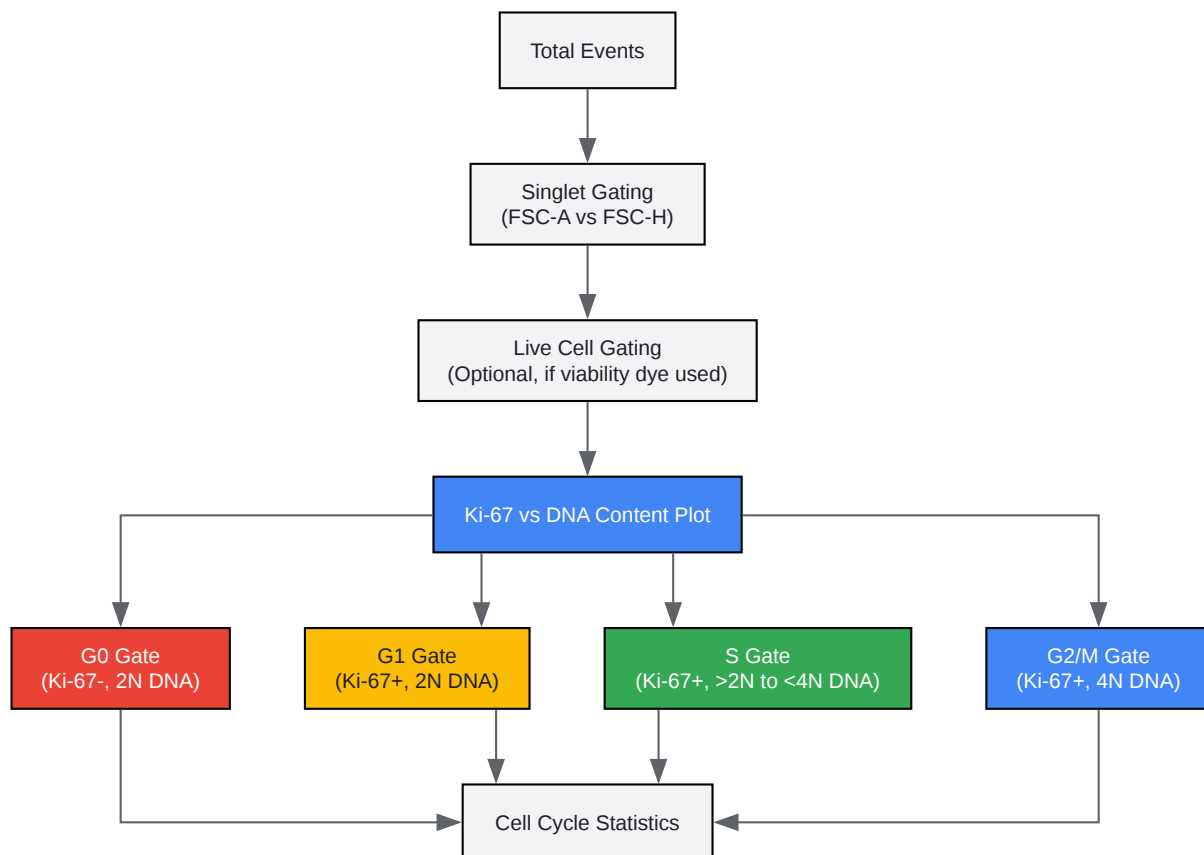 Total Events
Singlet Gating
(FSC-A vs FSC-H)
Live Cell Gating
(Optional, if viability dye used)
Ki-67 vs DNA Content Plot
G0 Gate
(Ki-67-, 2N DNA)
G1 Gate
(Ki-67+, 2N DNA)
S Gate
(Ki-67+, >2N to <4N DNA)
G2/M Gate
(Ki-67+, 4N DNA)
Cell Cycle Statistics